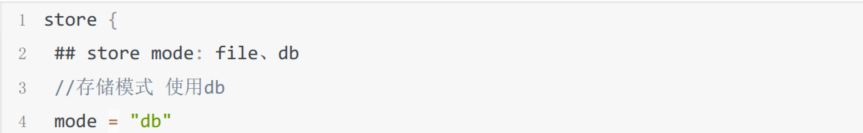 1 store {
2 ## store mode: file、db
3 //存储模式 使用db
4 mode = "db"